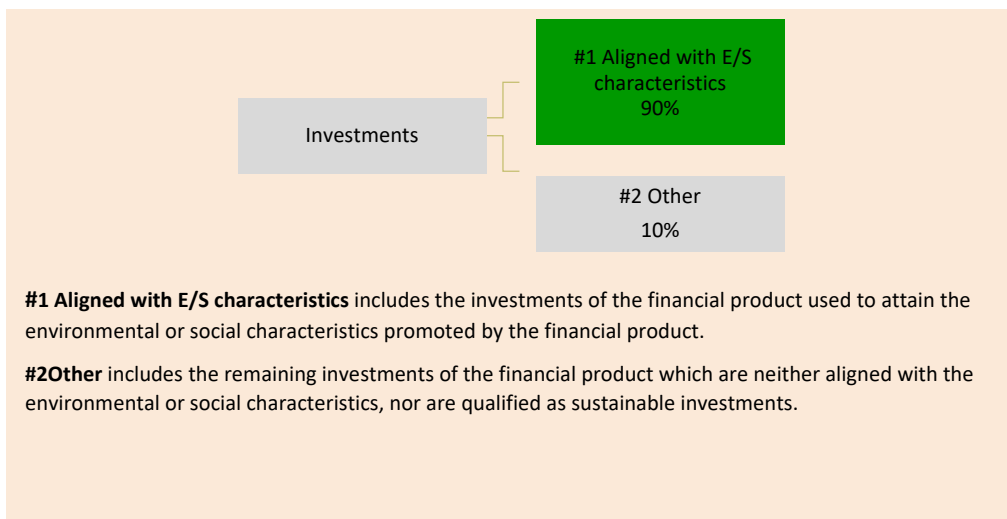 #1 Aligned with E/S
characteristics
90%
Investments
#2 Other
10%
#1 Aligned with E/S characteristics includes the investments of the financial product used to attain the
environmental or social characteristics promoted by the financial product.
#2Other includes the remaining investments of the financial product which are neither aligned with the
environmental or social characteristics, nor are qualified as sustainable investments.